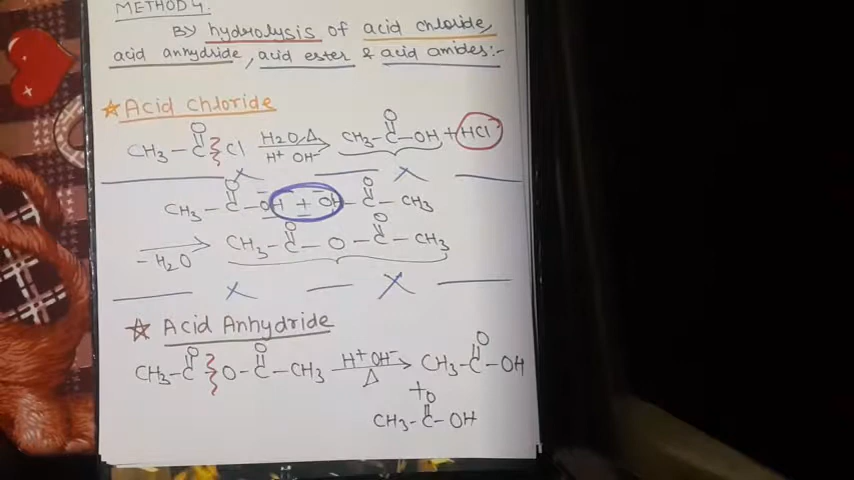 METHOD 4.
By hydrolysis of acid chloride,
acid anhydride, acid ester & acid amides:-
☆ Acid Chloride
O O
CH3 - C ⌇ Cl H2O, Δ → CH3 - C - OH + HCl
H+ OH-
O O
CH3 - C - OH + OH - C - CH3
O O
- H2O → CH3 - C - O - C - CH3
☆ Acid Anhydride
O O O
CH3 - C ⌇ O - C - CH3 H+ OH- → CH3 - C - OH
Δ
+
O
CH3 - C - OH